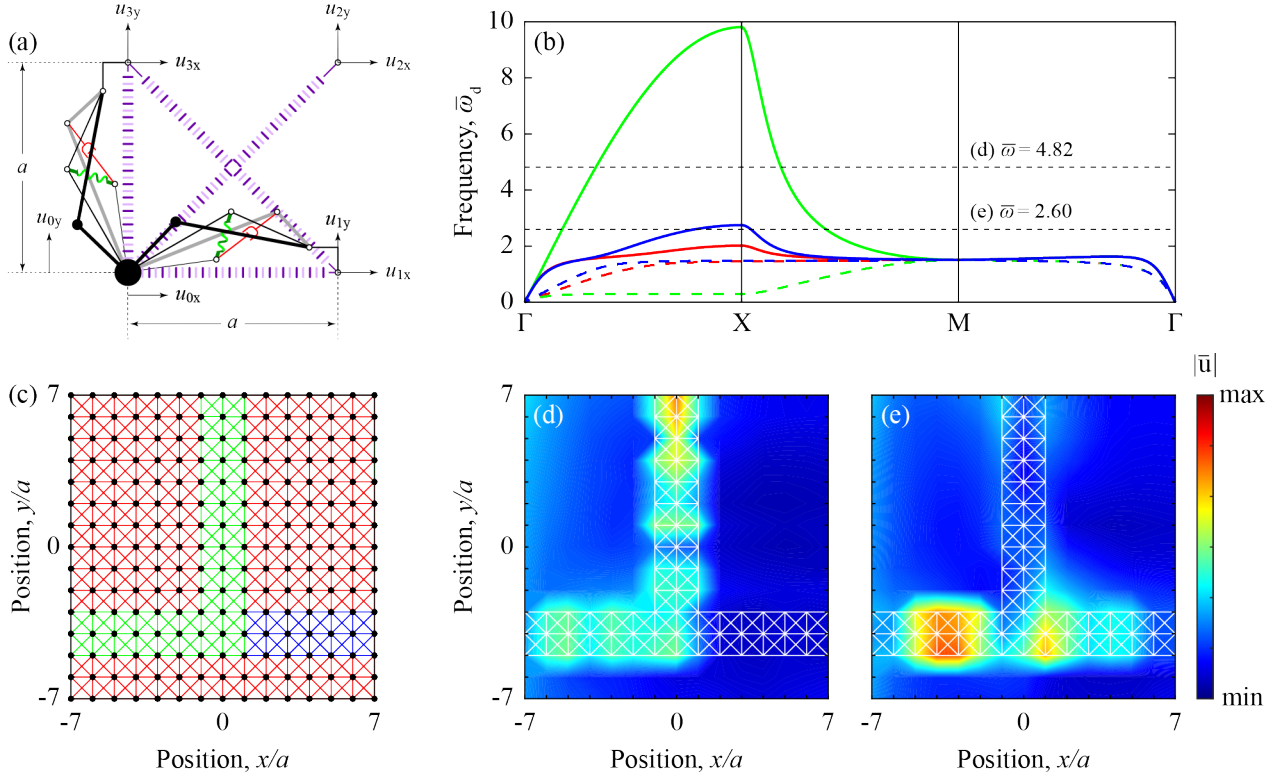 (a)
u3y
u2y
u3x
u2x
a
u0y
u1y
u1x
u0x
a
(b)
Frequency, ω̅d
10
8
6
4
2
0
(d) ω̅ = 4.82
(e) ω̅ = 2.60
Γ X M Γ
(c)
Position, y/a
7
0
-7
-7 0 7
Position, x/a
(d)
Position, y/a
7
0
-7
-7 0 7
Position, x/a
(e)
-7 0 7
Position, x/a
|u̅|
max
min